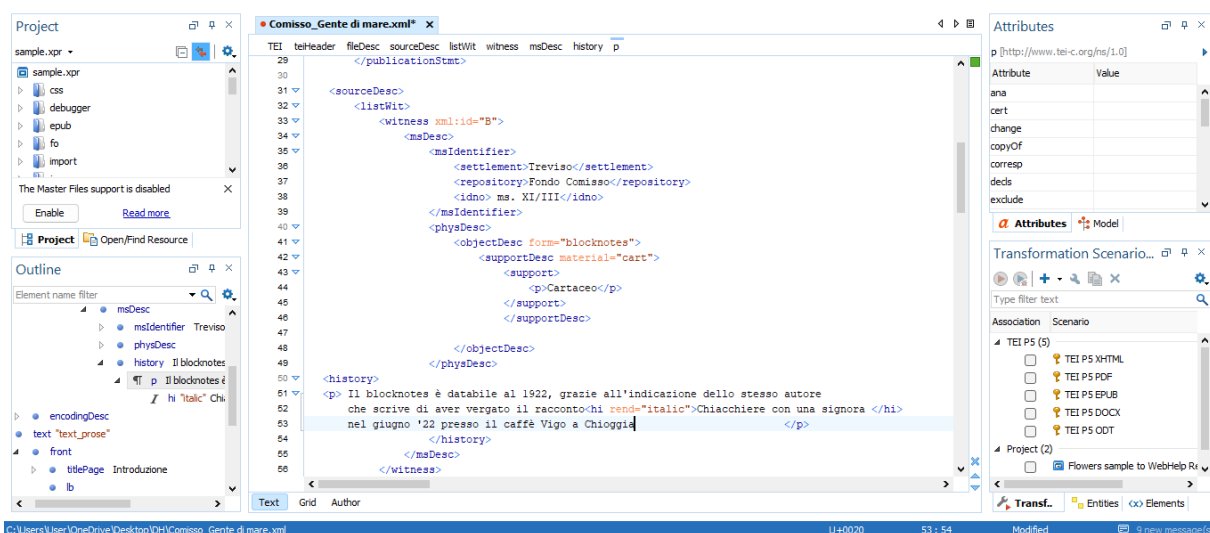 Project
sample.xpr
sample.xpr
css
debugger
epub
fo
import
The Master Files support is disabled
Enable Read more
Project Open/Find Resource
Outline
Element name filter
msDesc
msIdentifier Treviso
physDesc
history Il blocknotes
p Il blocknotes è
hi "italic" Chia
encodingDesc
text "text_prose"
front
titlePage Introduzione
lb
Comisso_Gente di mare.xml*
TEI teiHeader fileDesc sourceDesc listWit witness msDesc history p
29 </publicationStmt>
30
31 <sourceDesc>
32 <listWit>
33 <witness xml:id="B">
34 <msDesc>
35 <msIdentifier>
36 <settlement>Treviso</settlement>
37 <repository>Fondo Comisso</repository>
38 <idno> ms. XI/III</idno>
39 </msIdentifier>
40 <physDesc>
41 <objectDesc form="blocknotes">
42 <supportDesc material="cart">
43 <support>
44 <p>Cartaceo</p>
45 </support>
46 </supportDesc>
47
48 </objectDesc>
49 </physDesc>
50 <history>
51 <p> Il blocknotes è databile al 1922, grazie all'indicazione dello stesso autore
52 che scrive di aver vergato il racconto<hi rend="italic">Chiacchiere con una signora </hi>
53 nel giugno '22 presso il caffè Vigo a Chioggia </p>
54 </history>
55 </msDesc>
56 </witness>
Text Grid Author
Attributes
p [http://www.tei-c.org/ns/1.0]
Attribute Value
ana
cert
change
copyOf
corresp
decls
exclude
Attributes Model
Transformation Scenario...
Type filter text
Association Scenario
TEI P5 (5)
TEI P5 XHTML
TEI P5 PDF
TEI P5 EPUB
TEI P5 DOCX
TEI P5 ODT
Project (2)
Flowers sample to WebHelp Re
Transf.. Entities Elements
C:\Users\User\OneDrive\Desktop\DH\Comisso_Gente di mare.xml U+0020 53 : 54 Modified 9 new message(s